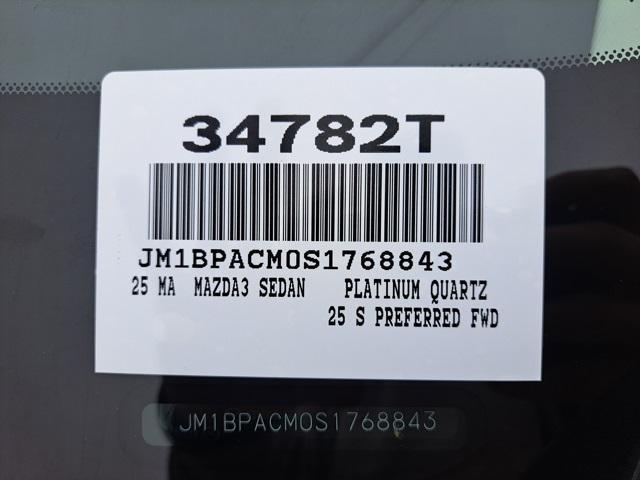 34782T
JM1BPACM0S1768843
25 MA MAZDA3 SEDAN PLATINUM QUARTZ
25 S PREFERRED FWD
JM1BPACM0S1768843